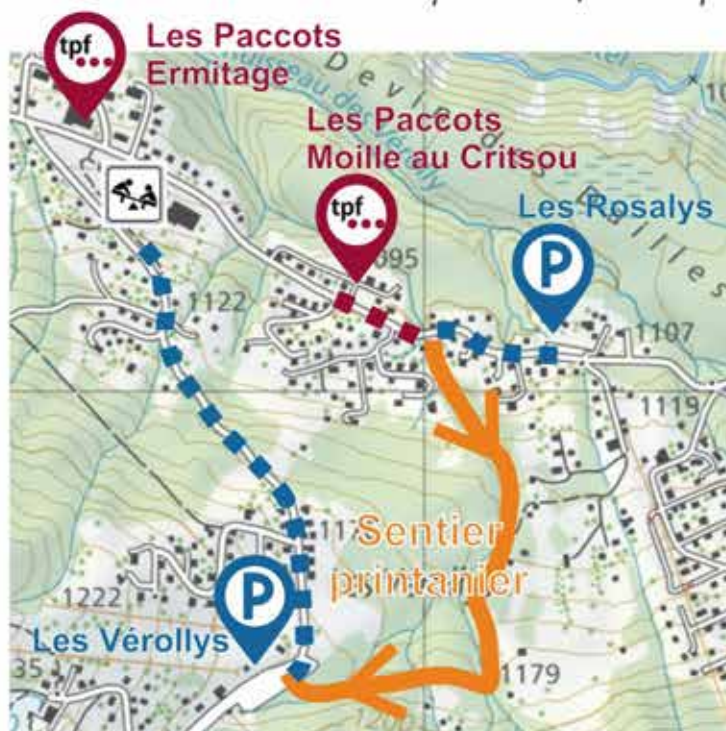 tpf
Les Paccots
Ermitage
Les Paccots
Moille au Critsou
tpf
Les Rosalys
P
1122
1107
1119
Sentier
printanier
P
1222
Les Vérollys
1179